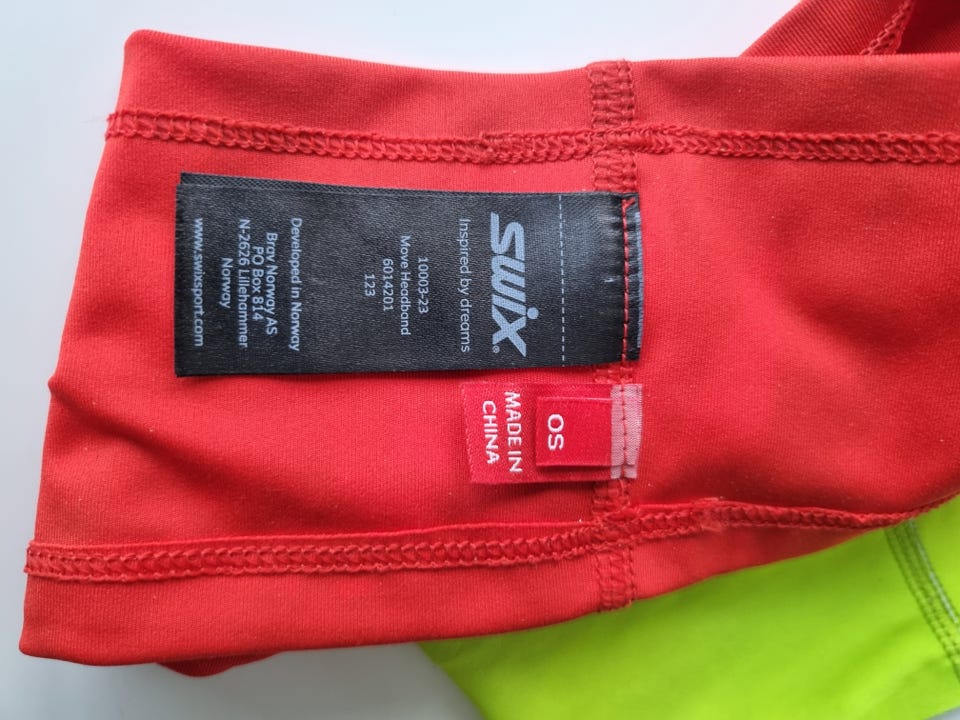 swix®
Inspired by dreams
10003-23
Move Headband
6014201
123
Developed in Norway
Brav Norway AS
PO Box 814
N-2626 Lillehammer
Norway
www.swixsport.com
OS
MADE IN
CHINA